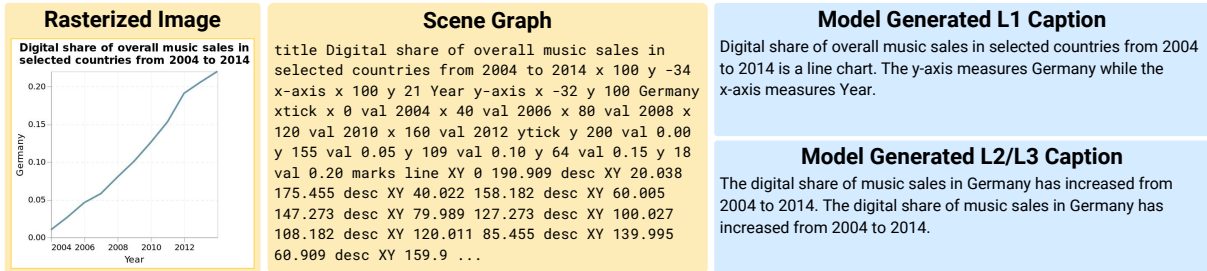 Rasterized Image
Digital share of overall music sales in
selected countries from 2004 to 2014
0.20
0.15
0.10
0.05
0.00
Germany
2004 2006 2008 2010 2012
Year
Scene Graph
title Digital share of overall music sales in
selected countries from 2004 to 2014 x 100 y -34
x-axis x 100 y 21 Year y-axis x -32 y 100 Germany
xtick x 0 val 2004 x 40 val 2006 x 80 val 2008 x
120 val 2010 x 160 val 2012 ytick y 200 val 0.00
y 155 val 0.05 y 109 val 0.10 y 64 val 0.15 y 18
val 0.20 marks line XY 0 190.909 desc XY 20.038
175.455 desc XY 40.022 158.182 desc XY 60.005
147.273 desc XY 79.989 127.273 desc XY 100.027
108.182 desc XY 120.011 85.455 desc XY 139.995
60.909 desc XY 159.9 ...
Model Generated L1 Caption
Digital share of overall music sales in selected countries from 2004
to 2014 is a line chart. The y-axis measures Germany while the
x-axis measures Year.
Model Generated L2/L3 Caption
The digital share of music sales in Germany has increased from
2004 to 2014. The digital share of music sales in Germany has
increased from 2004 to 2014.